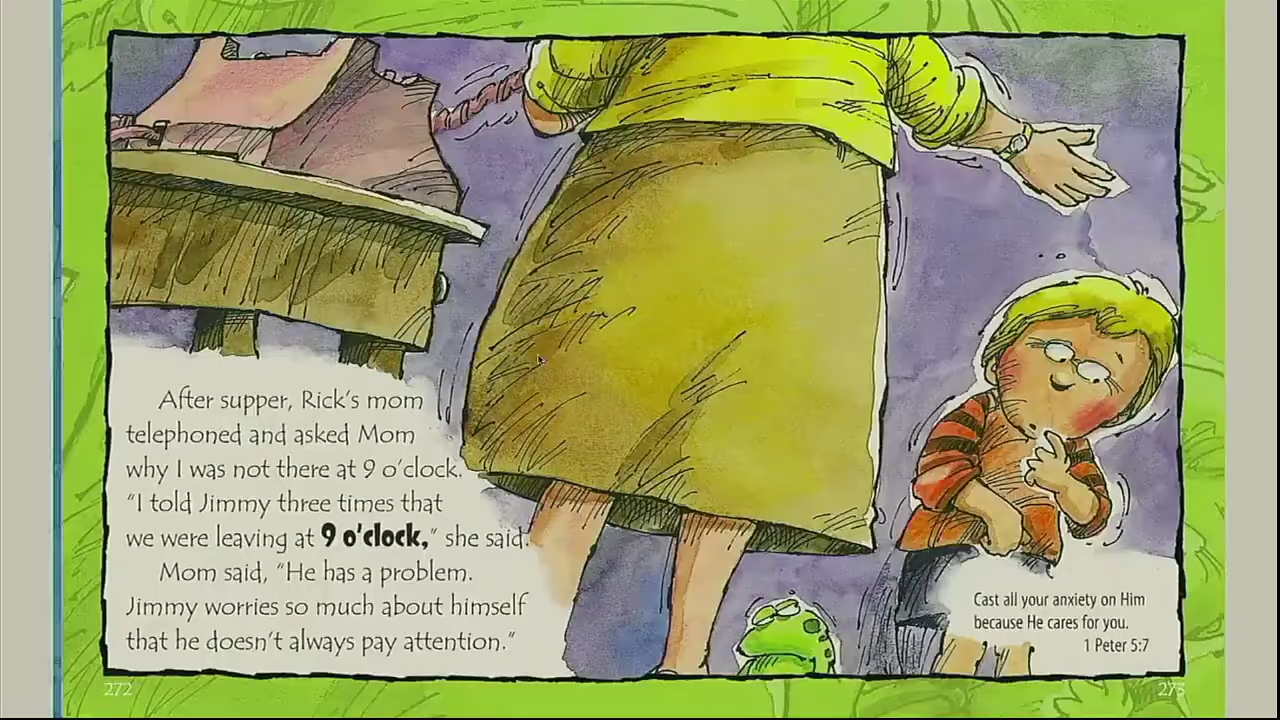 After supper, Rick's mom
telephoned and asked Mom
why I was not there at 9 o'clock.
"I told Jimmy three times that
we were leaving at 9 o'clock," she said.
Mom said, "He has a problem.
Jimmy worries so much about himself
that he doesn't always pay attention."
Cast all your anxiety on Him
because He cares for you.
1 Peter 5:7
272
273